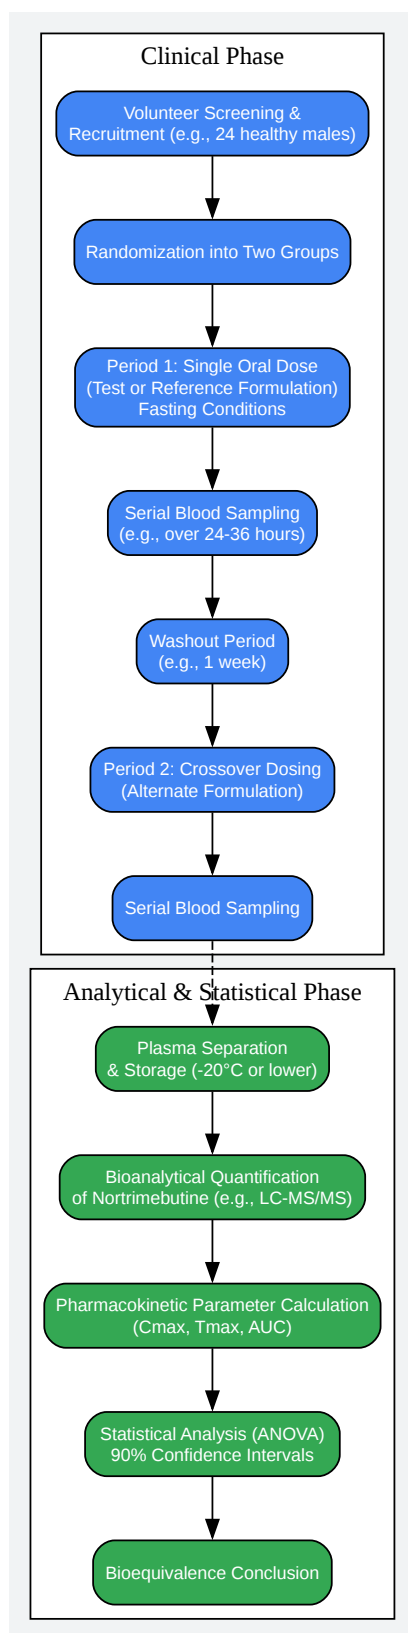 Clinical Phase
Volunteer Screening &
Recruitment (e.g., 24 healthy males)
Randomization into Two Groups
Period 1: Single Oral Dose
(Test or Reference Formulation)
Fasting Conditions
Serial Blood Sampling
(e.g., over 24-36 hours)
Washout Period
(e.g., 1 week)
Period 2: Crossover Dosing
(Alternate Formulation)
Serial Blood Sampling
Analytical & Statistical Phase
Plasma Separation
& Storage (-20°C or lower)
Bioanalytical Quantification
of Nortrimebutine (e.g., LC-MS/MS)
Pharmacokinetic Parameter Calculation
(Cmax, Tmax, AUC)
Statistical Analysis (ANOVA)
90% Confidence Intervals
Bioequivalence Conclusion